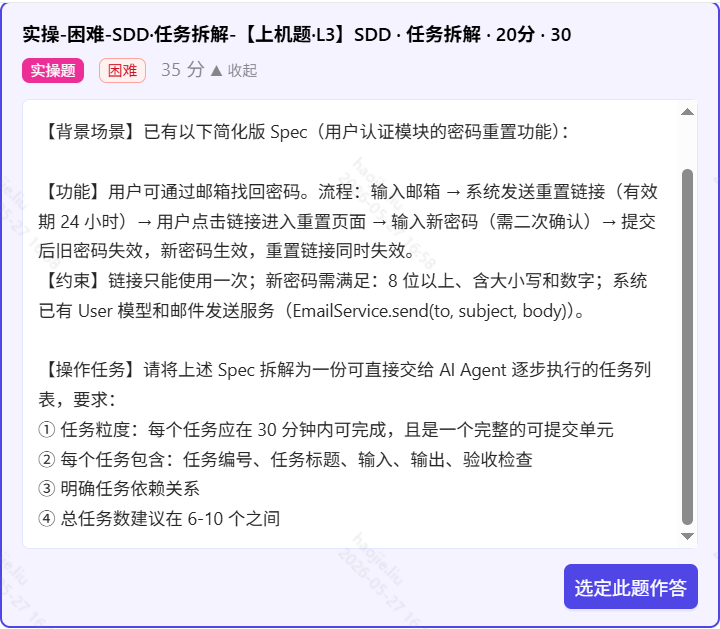 实操-困难-SDD·任务拆解-【上机题·L3】SDD · 任务拆解 · 20分 · 30
实操题 困难 35 分 ▲ 收起
【背景场景】已有以下简化版 Spec（用户认证模块的密码重置功能）：
【功能】用户可通过邮箱找回密码。流程：输入邮箱 → 系统发送重置链接（有效
期 24 小时）→ 用户点击链接进入重置页面 → 输入新密码（需二次确认）→ 提交
后旧密码失效，新密码生效，重置链接同时失效。
【约束】链接只能使用一次；新密码需满足：8 位以上、含大小写和数字；系统
已有 User 模型和邮件发送服务（EmailService.send(to, subject, body)）。
【操作任务】请将上述 Spec 拆解为一份可直接交给 AI Agent 逐步执行的任务列
表，要求：
① 任务粒度：每个任务应在 30 分钟内可完成，且是一个完整的可提交单元
② 每个任务包含：任务编号、任务标题、输入、输出、验收检查
③ 明确任务依赖关系
④ 总任务数建议在 6-10 个之间
选定此题作答